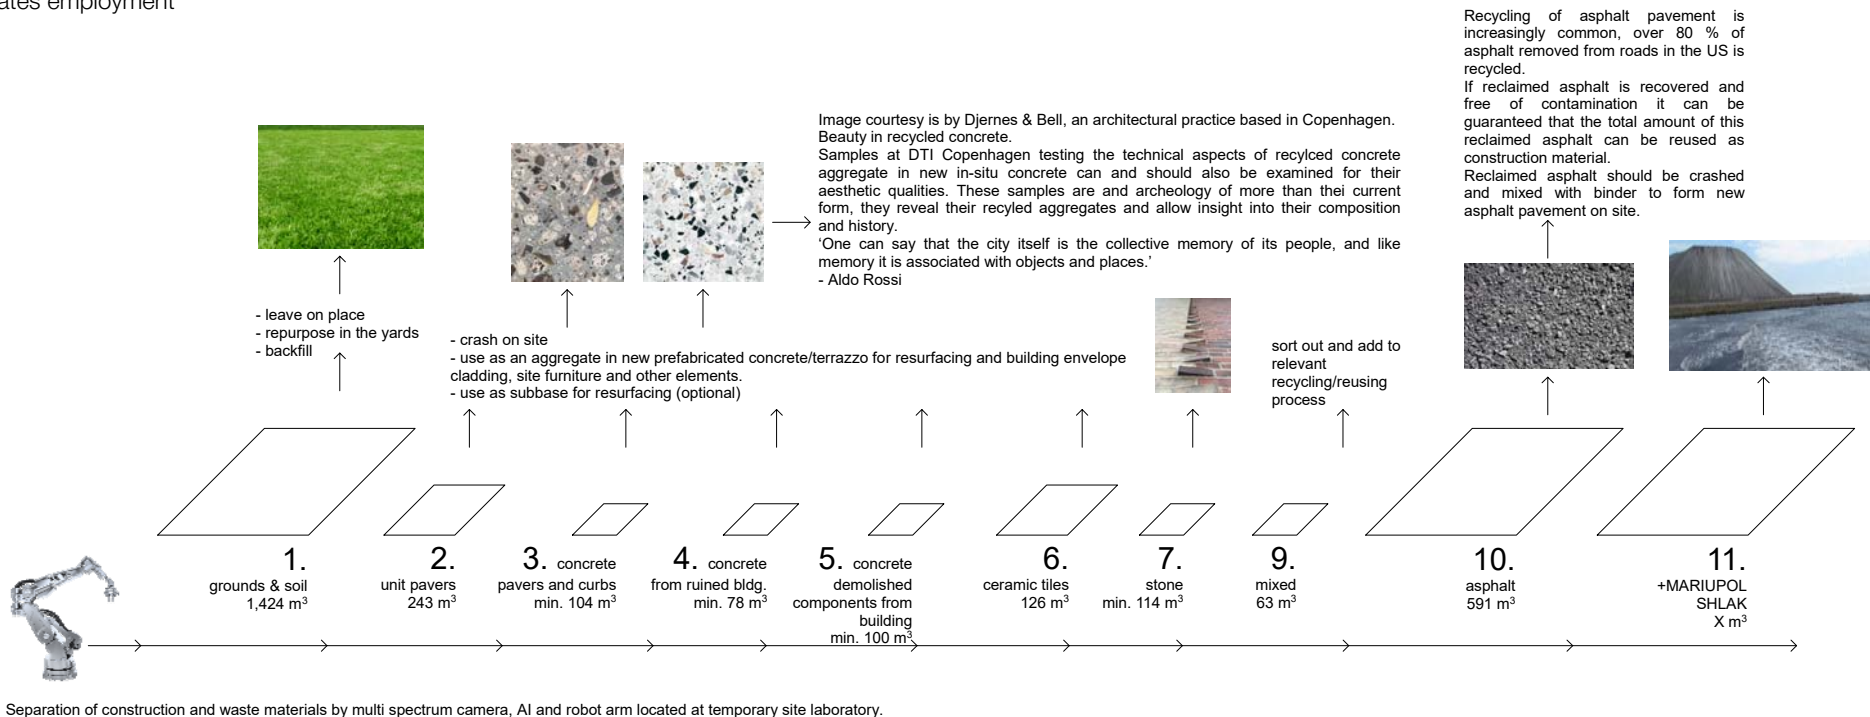 ates employment
Recycling of asphalt pavement is
increasingly common, over 80 % of
asphalt removed from roads in the US is
recycled.
If reclaimed asphalt is recovered and
free of contamination it can be
guaranteed that the total amount of this
reclaimed asphalt can be reused as
construction material.
Reclaimed asphalt should be crashed
and mixed with binder to form new
asphalt pavement on site.
Image courtesy is by Djernes & Bell, an architectural practice based in Copenhagen.
Beauty in recycled concrete.
Samples at DTI Copenhagen testing the technical aspects of recylced concrete
aggregate in new in-situ concrete can and should also be examined for their
aesthetic qualities. These samples are and archeology of more than thei current
form, they reveal their recyled aggregates and allow insight into their composition
and history.
‘One can say that the city itself is the collective memory of its people, and like
memory it is associated with objects and places.’
- Aldo Rossi
- leave on place
- repurpose in the yards
- backfill
- crash on site
- use as an aggregate in new prefabricated concrete/terrazzo for resurfacing and building envelope
cladding, site furniture and other elements.
- use as subbase for resurfacing (optional)
sort out and add to
relevant
recycling/reusing
process
1.
grounds & soil
1,424 m³
2.
unit pavers
243 m³
3. concrete
pavers and curbs
min. 104 m³
4. concrete
from ruined bldg.
min. 78 m³
5. concrete
demolished
components from
building
min. 100 m³
6.
ceramic tiles
126 m³
7.
stone
min. 114 m³
9.
mixed
63 m³
10.
asphalt
591 m³
11.
+MARIUPOL
SHLAK
X m³
Separation of construction and waste materials by multi spectrum camera, AI and robot arm located at temporary site laboratory.